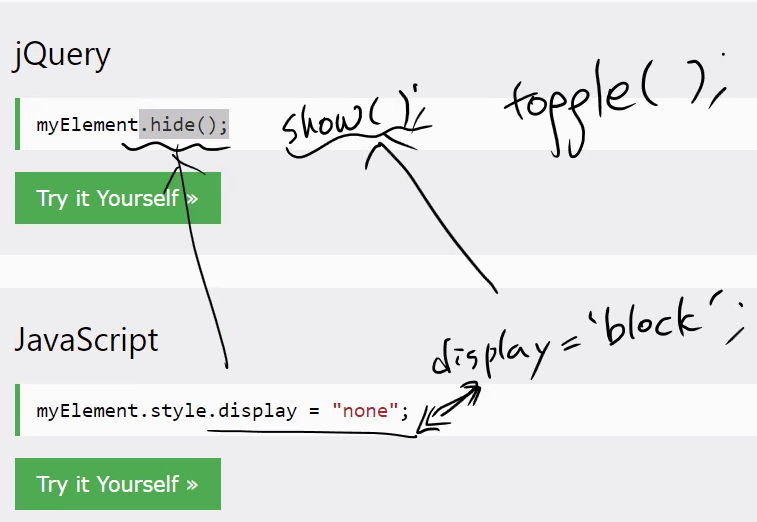 jQuery
myElement.hide();
show();
toggle();
Try it Yourself »
JavaScript
display='block';
myElement.style.display = "none";
Try it Yourself »